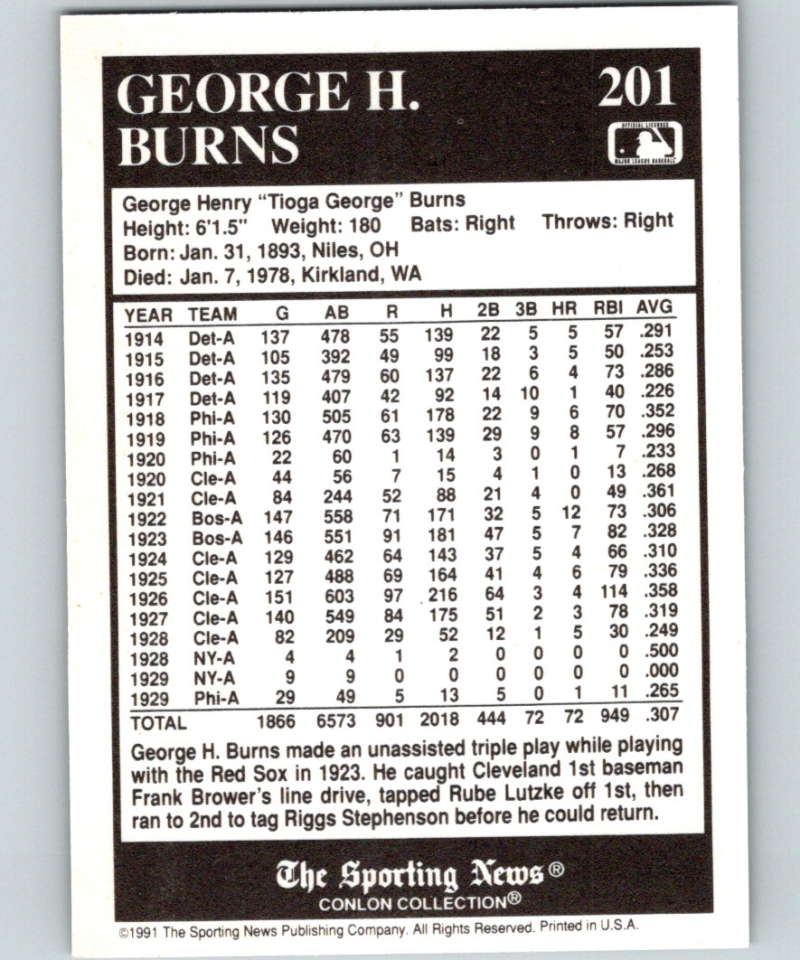 GEORGE H. 201
BURNS
OFFICIAL LICENSEE
MAJOR LEAGUE BASEBALL
George Henry "Tioga George" Burns
Height: 6'1.5" Weight: 180 Bats: Right Throws: Right
Born: Jan. 31, 1893, Niles, OH
Died: Jan. 7, 1978, Kirkland, WA
YEAR TEAM G AB R H 2B 3B HR RBI AVG
1914 Det-A 137 478 55 139 22 5 5 57 .291
1915 Det-A 105 392 49 99 18 3 5 50 .253
1916 Det-A 135 479 60 137 22 6 4 73 .286
1917 Det-A 119 407 42 92 14 10 1 40 .226
1918 Phi-A 130 505 61 178 22 9 6 70 .352
1919 Phi-A 126 470 63 139 29 9 8 57 .296
1920 Phi-A 22 60 1 14 3 0 1 7 .233
1920 Cle-A 44 56 7 15 4 1 0 13 .268
1921 Cle-A 84 244 52 88 21 4 0 49 .361
1922 Bos-A 147 558 71 171 32 5 12 73 .306
1923 Bos-A 146 551 91 181 47 5 7 82 .328
1924 Cle-A 129 462 64 143 37 5 4 66 .310
1925 Cle-A 127 488 69 164 41 4 6 79 .336
1926 Cle-A 151 603 97 216 64 3 4 114 .358
1927 Cle-A 140 549 84 175 51 2 3 78 .319
1928 Cle-A 82 209 29 52 12 1 5 30 .249
1928 NY-A 4 4 1 2 0 0 0 0 .500
1929 NY-A 9 9 0 0 0 0 0 0 .000
1929 Phi-A 29 49 5 13 5 0 1 11 .265
TOTAL 1866 6573 901 2018 444 72 72 949 .307
George H. Burns made an unassisted triple play while playing
with the Red Sox in 1923. He caught Cleveland 1st baseman
Frank Brower's line drive, tapped Rube Lutzke off 1st, then
ran to 2nd to tag Riggs Stephenson before he could return.
The Sporting News®
CONLON COLLECTION®
©1991 The Sporting News Publishing Company. All Rights Reserved. Printed in U.S.A.